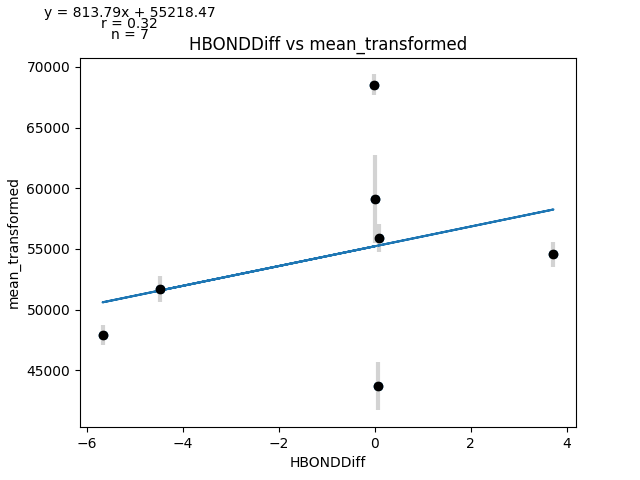 y = 813.79x + 55218.47
r = 0.32
n = 7
HBONDDiff vs mean_transformed
70000
65000
60000
55000
50000
45000
mean_transformed
−6
−4
−2
0
2
4
HBONDDiff